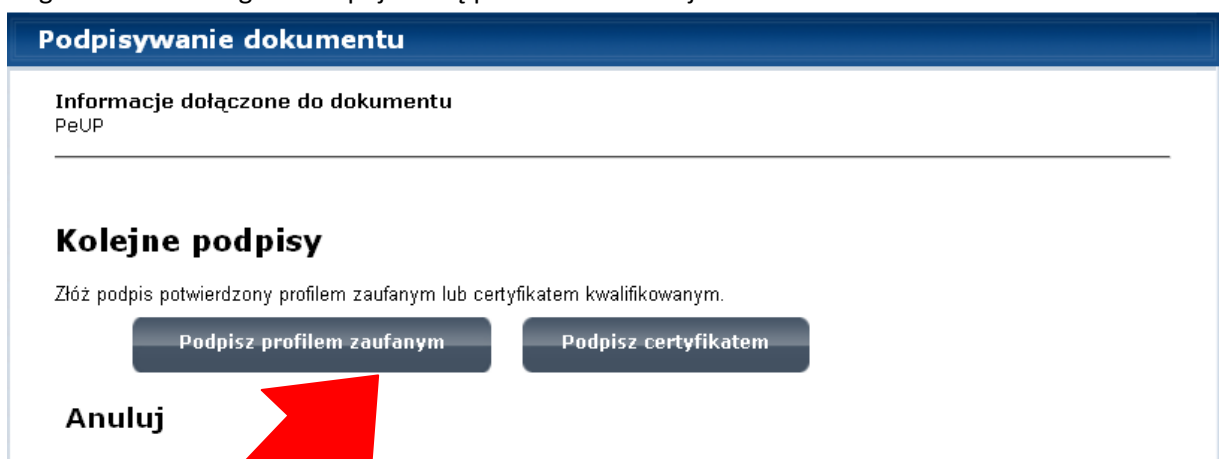 Podpisywanie dokumentu
Informacje dołączone do dokumentu
PeUP
Kolejne podpisy
Złóż podpis potwierdzony profilem zaufanym lub certyfikatem kwalifikowanym.
Podpisz profilem zaufanym Podpisz certyfikatem
Anuluj